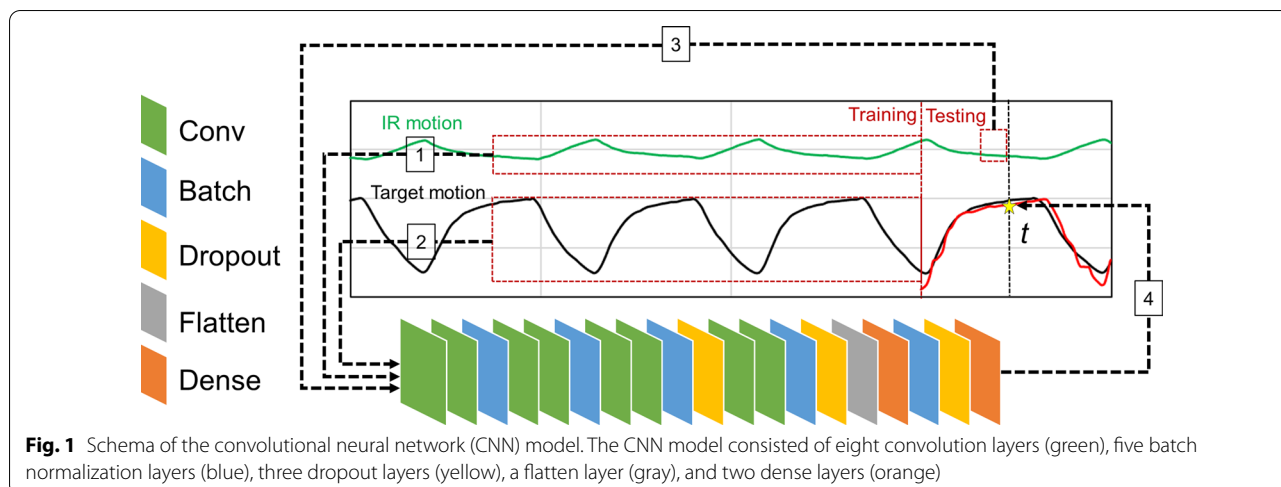 3
Conv
Batch
Dropout
Flatten
Dense
IR motion
Training
Testing
1
Target motion
2
t
4
Fig. 1 Schema of the convolutional neural network (CNN) model. The CNN model consisted of eight convolution layers (green), five batch
normalization layers (blue), three dropout layers (yellow), a flatten layer (gray), and two dense layers (orange)